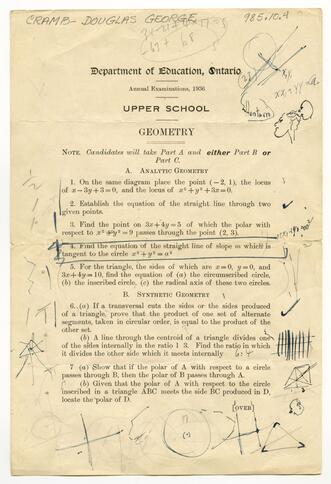 CRAMB- DOUGLAS GEORGE
985.10.4
Department of Education, Ontario
Annual Examinations, 1936
UPPER SCHOOL
GEOMETRY
NOTE. Candidates will take Part A and either Part B or
Part C.
A. ANALYTIC GEOMETRY
1. On the same diagram place the point (−2, 1), the locus
of x−3y+3=0, and the locus of x²+y²+3x=0.
2. Establish the equation of the straight line through two
given points.
3. Find the point on 3x+4y=5 of which the polar with
respect to x²+y²=9 passes through the point (2, 3).
4. Find the equation of the straight line of slope m which is
tangent to the circle x²+y²=a²
5. For the triangle, the sides of which are x=0, y=0, and
3x+4y=10, find the equation of (a) the circumscribed circle,
(b) the inscribed circle, (c) the radical axis of these two circles.
B. SYNTHETIC GEOMETRY
6. (a) If a transversal cuts the sides or the sides produced
of a triangle, prove that the product of one set of alternate
segments, taken in circular order, is equal to the product of
the other set.
(b) A line through the centroid of a triangle divides one
of the sides internally in the ratio 1 3. Find the ratio in which
it divides the other side which it meets internally
7 (a) Show that if the polar of A with respect to a circle
passes through B, then the polar of B passes through A.
(b) Given that the polar of A with respect to the circle
inscribed in a triangle ABC meets the side BC produced in D,
locate the polar of D.
[OVER]